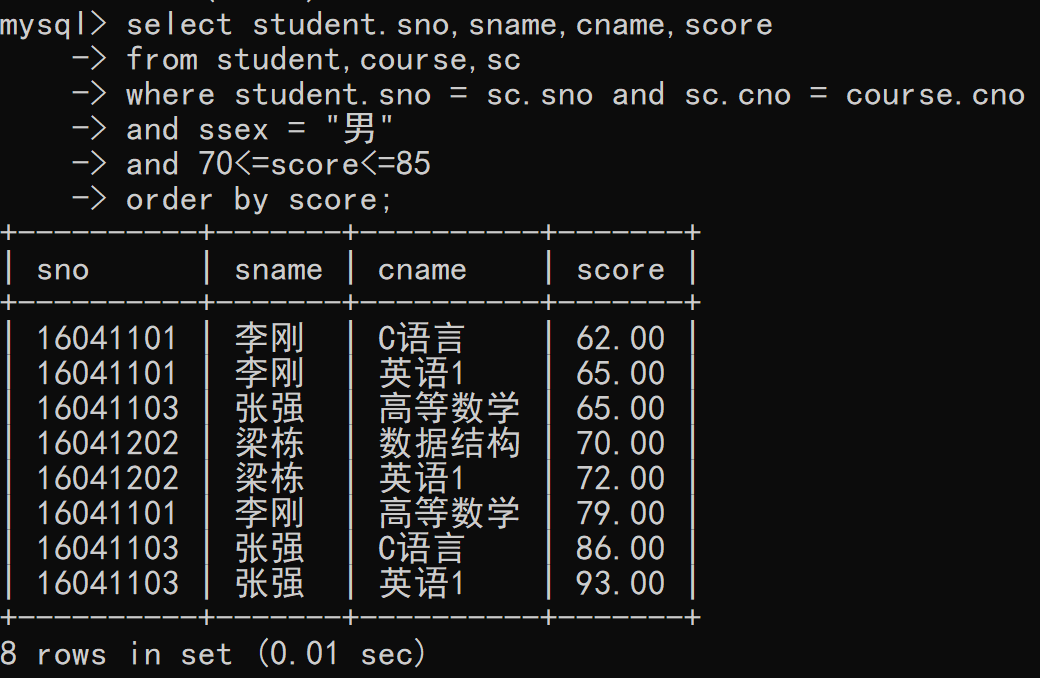 mysql> select student.sno,sname,cname,score
    -> from student,course,sc
    -> where student.sno = sc.sno and sc.cno = course.cno
    -> and ssex = "男"
    -> and 70<=score<=85
    -> order by score;
+----------+-------+----------+-------+
| sno      | sname | cname    | score |
+----------+-------+----------+-------+
| 16041101 | 李刚  | C语言    | 62.00 |
| 16041101 | 李刚  | 英语1    | 65.00 |
| 16041103 | 张强  | 高等数学 | 65.00 |
| 16041202 | 梁栋  | 数据结构 | 70.00 |
| 16041202 | 梁栋  | 英语1    | 72.00 |
| 16041101 | 李刚  | 高等数学 | 79.00 |
| 16041103 | 张强  | C语言    | 86.00 |
| 16041103 | 张强  | 英语1    | 93.00 |
+----------+-------+----------+-------+
8 rows in set (0.01 sec)